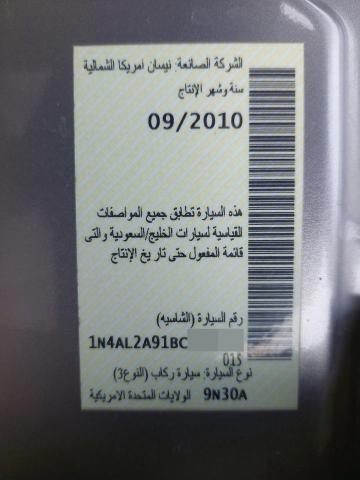 الشركة الصانعة: نيسان أمريكا الشمالية
سنة وشهر الإنتاج
09/2010
هذه السيارة تطابق جميع المواصفات
القياسية لسيارات الخليج/السعودية والتى
قائمة المفعول حتى تاريخ الإنتاج
رقم السيارة (الشاسيه)
1N4AL2A91BC
015
نوع السيارة: سيارة ركاب (النوع3)
9N30A الولايات المتحدة الامريكية